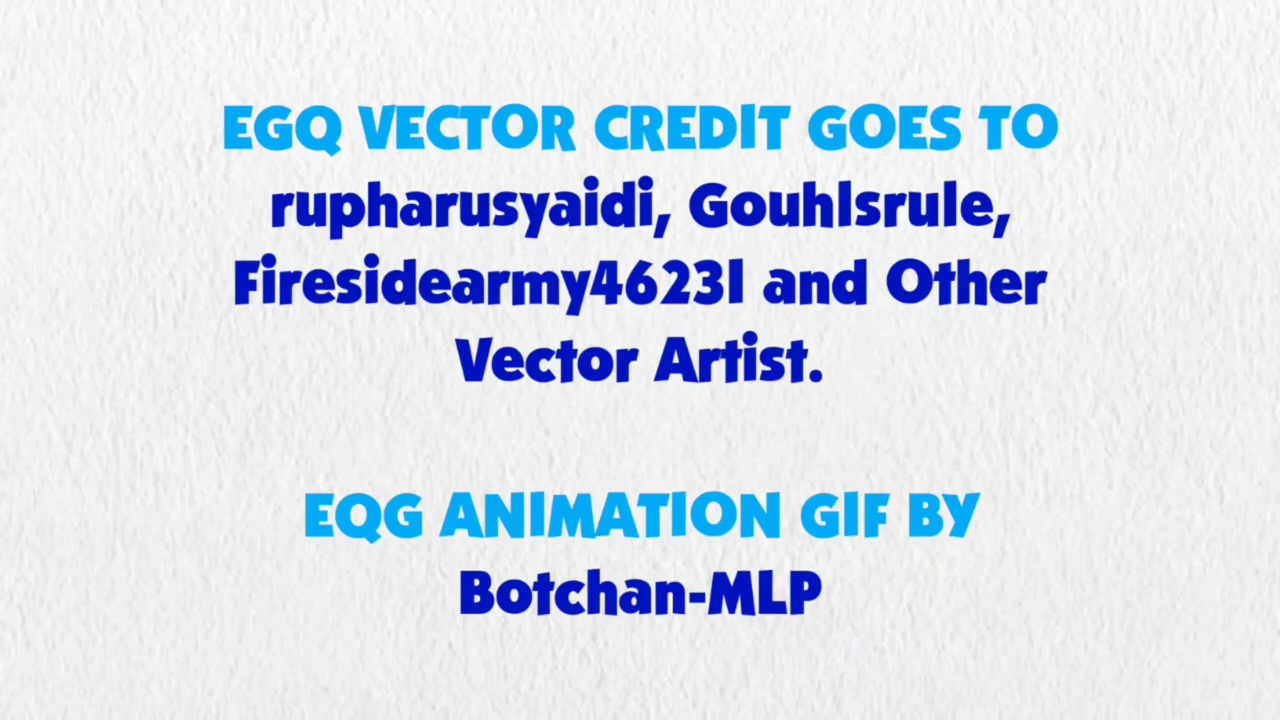 EGQ VECTOR CREDIT GOES TO
rupharusyaidi, Gouhlsrule,
Firesidearmy46231 and Other
Vector Artist.
EQG ANIMATION GIF BY
Botchan-MLP